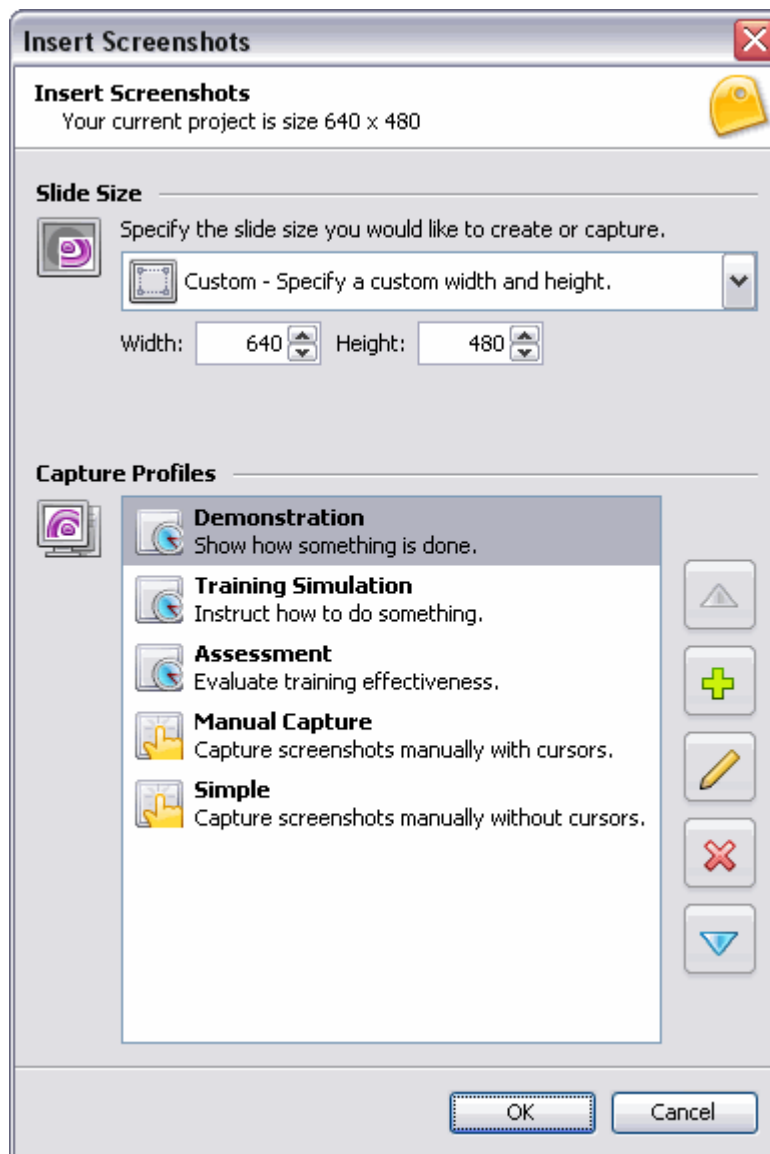 Insert Screenshots
Insert Screenshots
Your current project is size 640 x 480
Slide Size
Specify the slide size you would like to create or capture.
Custom - Specify a custom width and height.
Width: 640 Height: 480
Capture Profiles
Demonstration
Show how something is done.
Training Simulation
Instruct how to do something.
Assessment
Evaluate training effectiveness.
Manual Capture
Capture screenshots manually with cursors.
Simple
Capture screenshots manually without cursors.
OK Cancel